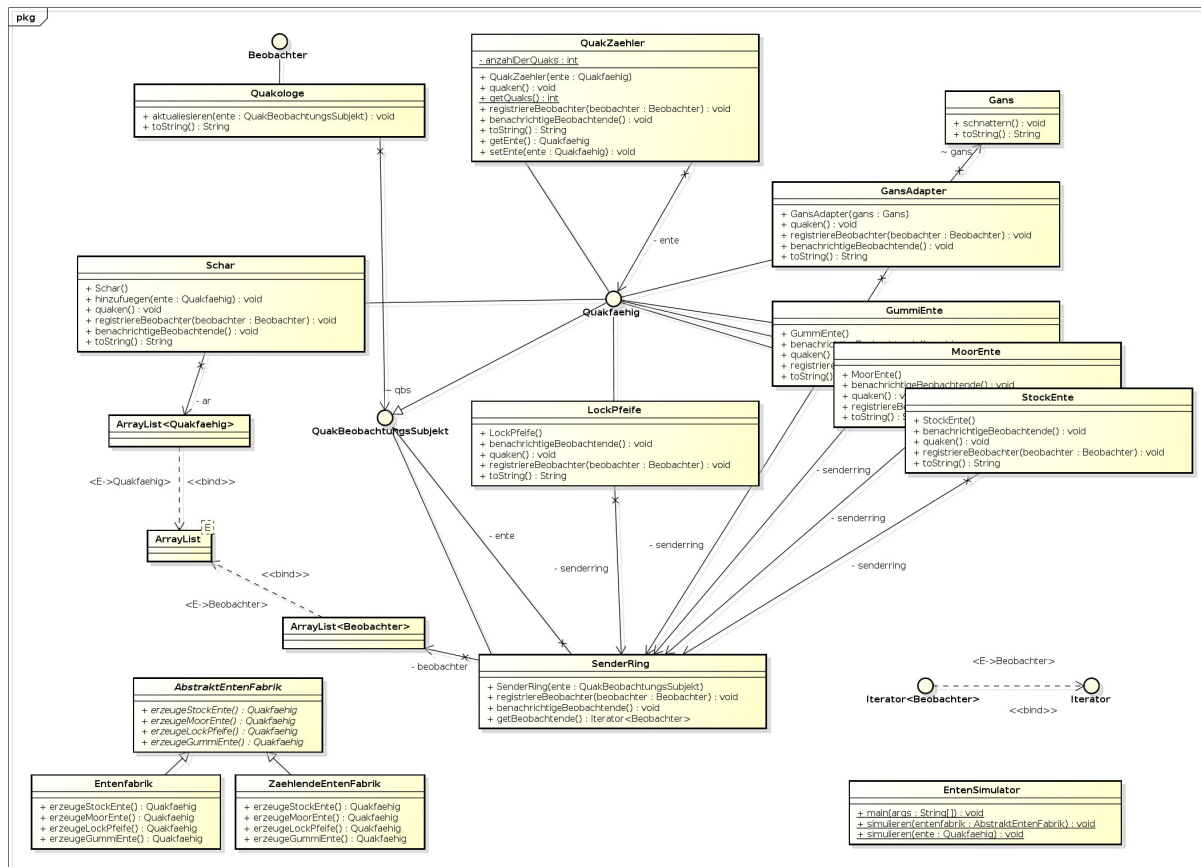 pkg
Beobachter
Quakologe
+ aktualiesieren(ente : QuakBeobachtungsSubjekt) : void
+ toString() : String
QuakZaehler
- anzahlDerQuaks : int
+ QuakZaehler(ente : Quakfaehig)
+ quaken() : void
+ getQuaks() : int
+ registriereBeobachter(beobachter : Beobachter) : void
+ benachrichtigeBeobachtende() : void
+ toString() : String
+ getEnte() : Quakfaehig
+ setEnte(ente : Quakfaehig) : void
Gans
+ schnattern() : void
+ toString() : String
~ gans
GansAdapter
+ GansAdapter(gans : Gans)
+ quaken() : void
+ registriereBeobachter(beobachter : Beobachter) : void
+ benachrichtigeBeobachtende() : void
+ toString() : String
- ente
Schar
+ Schar()
+ hinzufuegen(ente : Quakfaehig) : void
+ quaken() : void
+ registriereBeobachter(beobachter : Beobachter) : void
+ benachrichtigeBeobachtende() : void
+ toString() : String
Quakfaehig
GummiEnte
+ GummiEnte()
+ quaken()
+ toString()
MoorEnte
+ MoorEnte()
+ benachrichtigeBeobachtende() : void
+ toString() :
StockEnte
+ StockEnte()
+ benachrichtigeBeobachtende() : void
+ quaken() : void
+ registriereBeobachter(beobachter : Beobachter) : void
+ toString() : String
- ar
~ qbs
ArrayList<Quakfaehig>
QuakBeobachtungsSubjekt
LockPfeife
+ LockPfeife()
+ benachrichtigeBeobachtende() : void
+ quaken() : void
+ registriereBeobachter(beobachter : Beobachter) : void
+ toString() : String
<E->Quakfaehig>
<<bind>>
- senderring
- senderring
- ente
- senderring
- senderring
- senderring
E
ArrayList
<<bind>>
<E->Beobachter>
ArrayList<Beobachter>
- beobachter
SenderRing
+ SenderRing(ente : QuakBeobachtungsSubjekt)
+ registriereBeobachter(beobachter : Beobachter) : void
+ benachrichtigeBeobachtende() : void
+ getBeobachtende() : Iterator<Beobachter>
<E->Beobachter>
Iterator<Beobachter>
Iterator
<<bind>>
AbstraktEntenFabrik
+ erzeugeStockEnte() : Quakfaehig
+ erzeugeMoorEnte() : Quakfaehig
+ erzeugeLockPfeife() : Quakfaehig
+ erzeugeGummiEnte() : Quakfaehig
Entenfabrik
+ erzeugeStockEnte() : Quakfaehig
+ erzeugeMoorEnte() : Quakfaehig
+ erzeugeLockPfeife() : Quakfaehig
+ erzeugeGummiEnte() : Quakfaehig
ZaehlendeEntenFabrik
+ erzeugeStockEnte() : Quakfaehig
+ erzeugeMoorEnte() : Quakfaehig
+ erzeugeLockPfeife() : Quakfaehig
+ erzeugeGummiEnte() : Quakfaehig
EntenSimulator
+ main(args : String[]) : void
+ simulieren(entenfabrik : AbstraktEntenFabrik) : void
+ simulieren(ente : Quakfaehig) : void